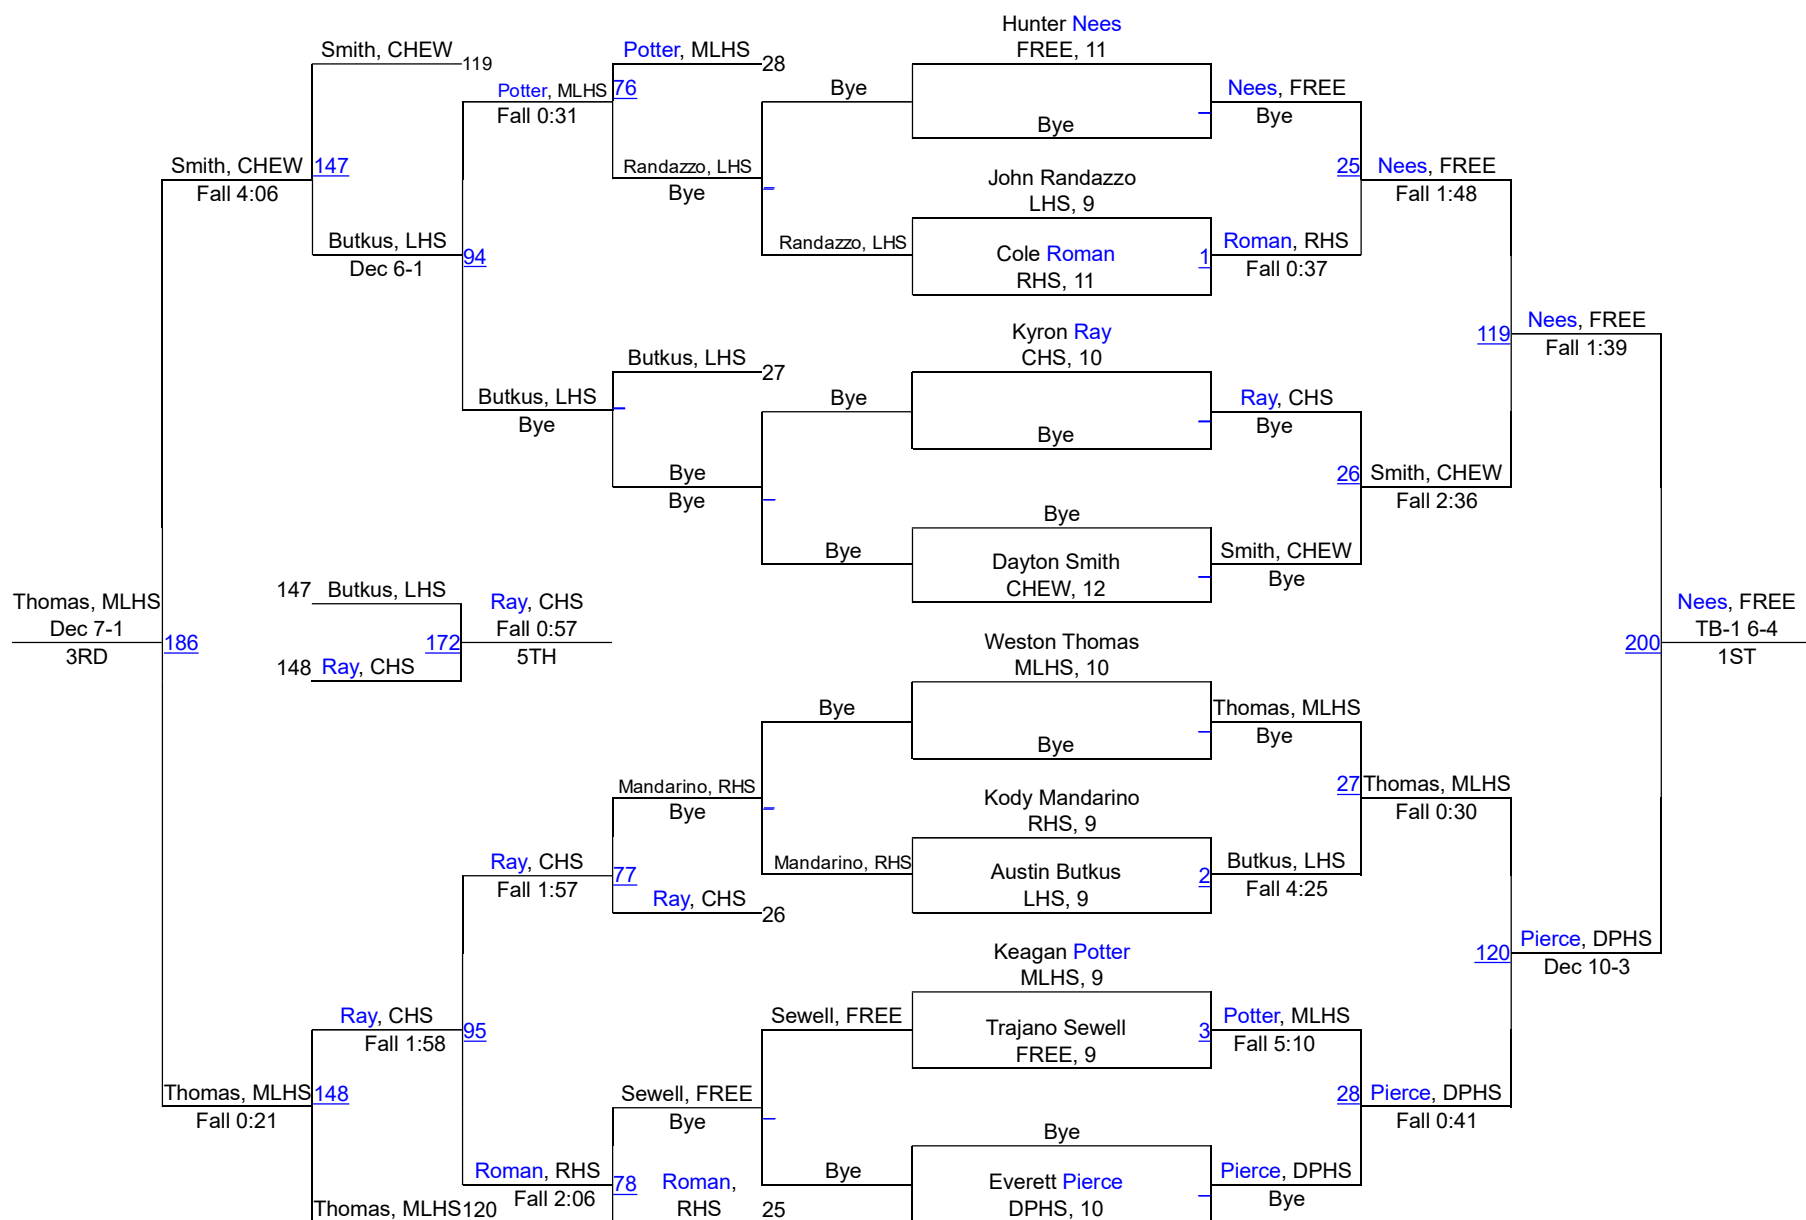 Hunter Nees
Smith, CHEW
119
Potter, MLHS
28
FREE, 11
Potter, MLHS
76
Bye
Nees, FREE
Fall 0:31
Bye
Bye
Smith, CHEW
147
Randazzo, LHS
John Randazzo
25
Nees, FREE
Fall 4:06
Bye
LHS, 9
Fall 1:48
Butkus, LHS
94
Randazzo, LHS
Cole Roman
1
Roman, RHS
Dec 6-1
RHS, 11
Fall 0:37
Kyron Ray
119
Nees, FREE
Butkus, LHS
27
CHS, 10
Fall 1:39
Butkus, LHS
Bye
Ray, CHS
Bye
Bye
Bye
Bye
26
Smith, CHEW
Bye
Fall 2:36
Bye
Bye
Dayton Smith
Smith, CHEW
CHEW, 12
Bye
147
Butkus, LHS
Thomas, MLHS
Ray, CHS
Nees, FREE
Dec 7-1
Fall 0:57
TB-1 6-4
3RD
186
172
5TH
Weston Thomas
200
1ST
148
Ray, CHS
MLHS, 10
Bye
Thomas, MLHS
Bye
Bye
Mandarino, RHS
Kody Mandarino
27
Thomas, MLHS
Bye
RHS, 9
Fall 0:30
Ray, CHS
77
Mandarino, RHS
Austin Butkus
2
Butkus, LHS
Fall 1:57
LHS, 9
Fall 4:25
Ray, CHS
26
Keagan Potter
120
Pierce, DPHS
MLHS, 9
Dec 10-3
Ray, CHS
95
Sewell, FREE
Trajano Sewell
3
Potter, MLHS
Fall 1:58
FREE, 9
Fall 5:10
Thomas, MLHS
148
Sewell, FREE
28
Pierce, DPHS
Fall 0:21
Bye
Fall 0:41
Bye
Roman, RHS
78
Roman,
Bye
Everett Pierce
Pierce, DPHS
Fall 2:06
RHS
25
DPHS, 10
Bye
Thomas, MLHS
120